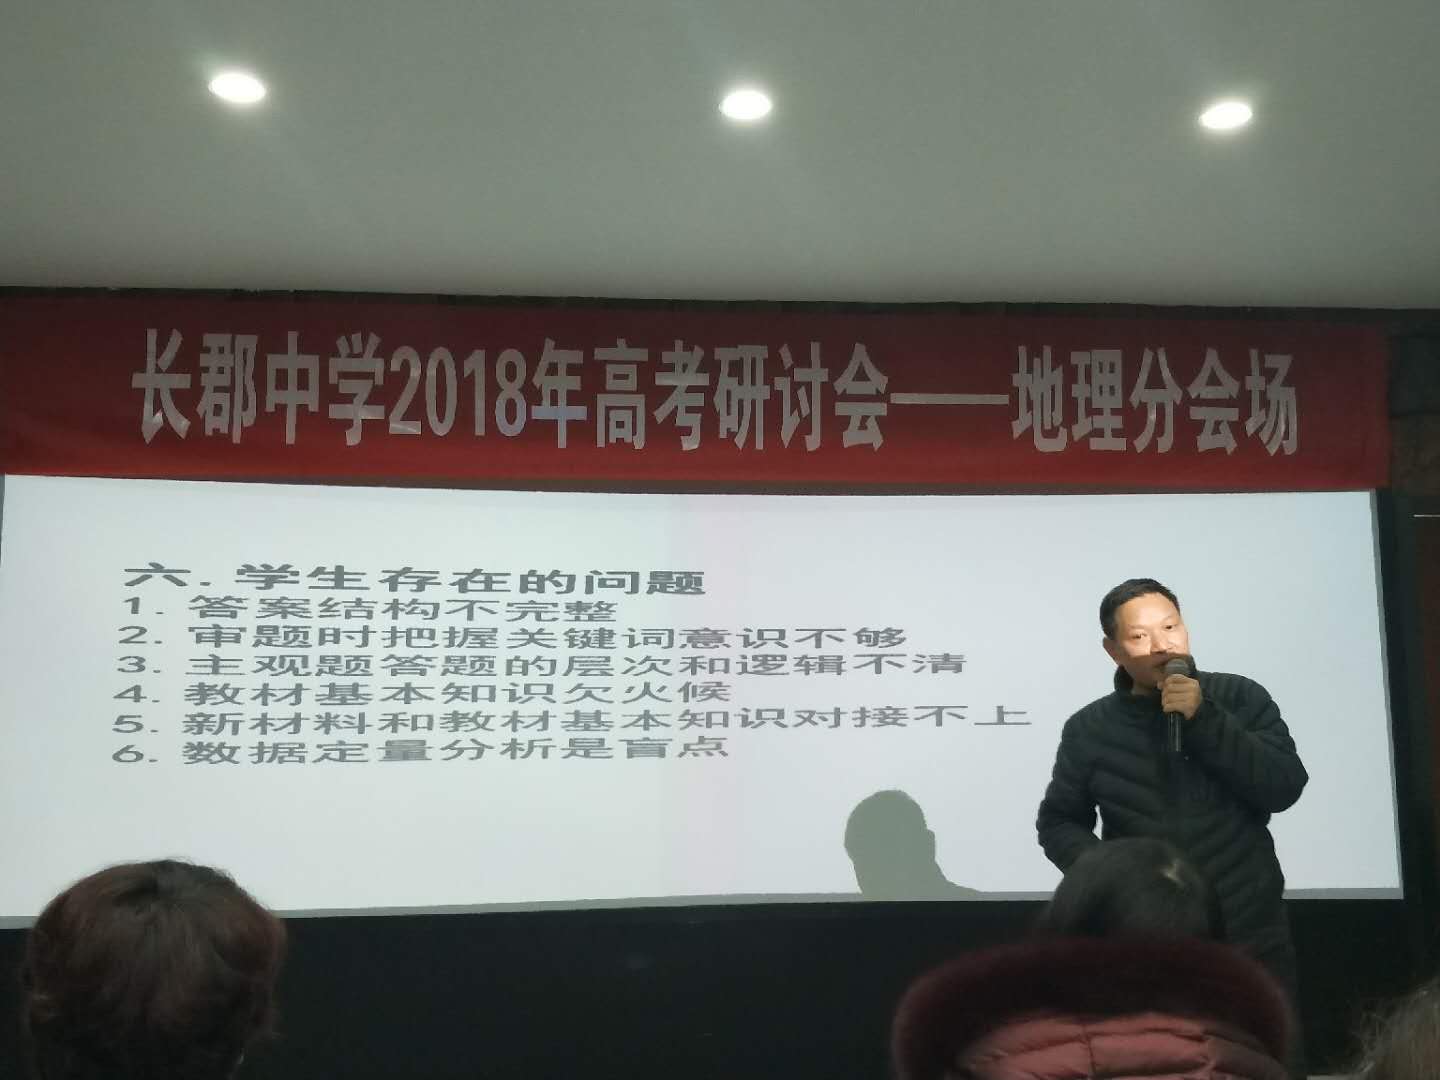 长郡中学2018年高考研讨会——地理分会场
六. 学生存在的问题
1. 答案结构不完整
2. 审题时把握关键词意识不够
3. 主观题答题的层次和逻辑不清
4. 教材基本知识欠火候
5. 新材料和教材基本知识对接不上
6. 数据定量分析是盲点